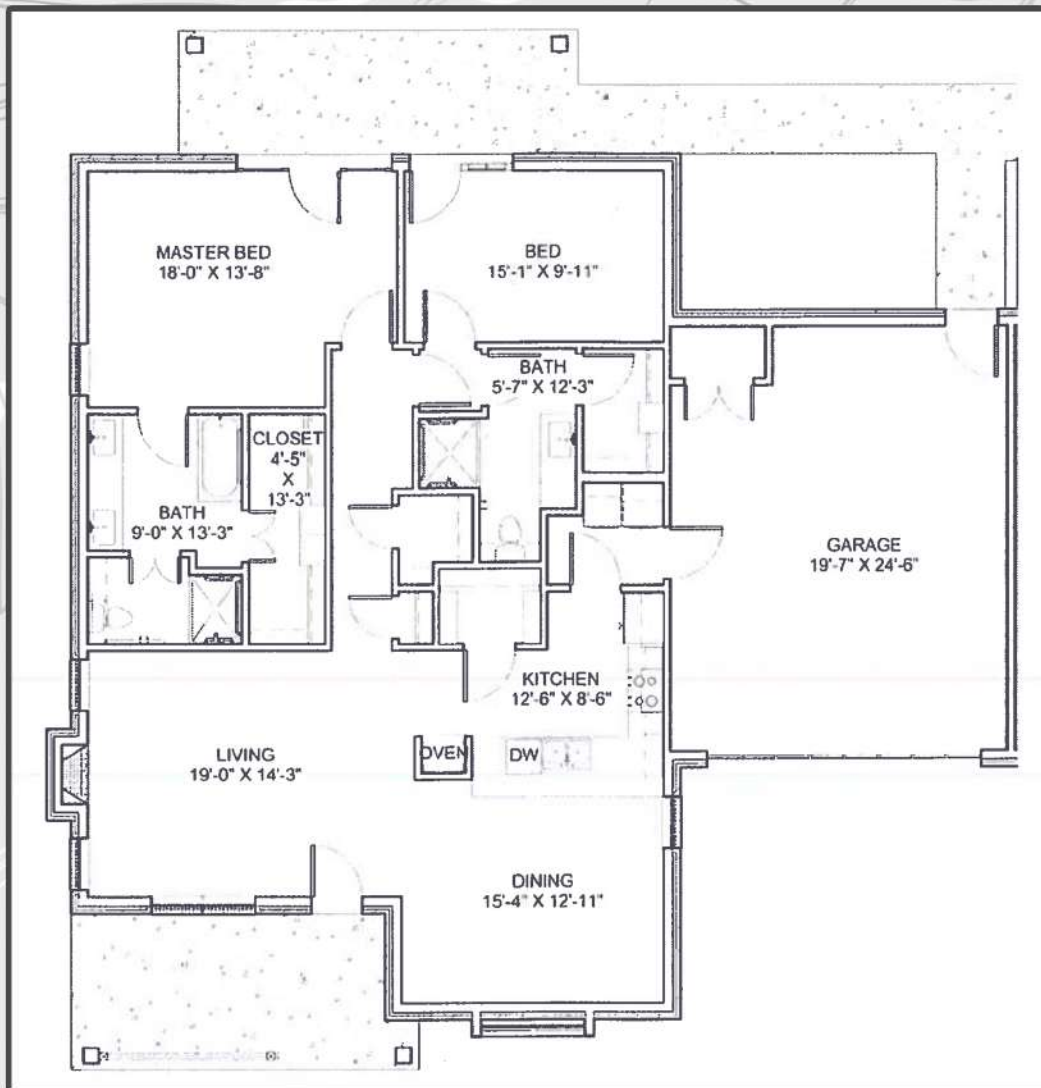 MASTER BED
18'-0" X 13'-8"
BED
15'-1" X 9'-11"
BATH
5'-7" X 12'-3"
CLOSET
4'-5"
X
13'-3"
BATH
9'-0" X 13'-3"
GARAGE
19'-7" X 24'-6"
KITCHEN
12'-6" X 8'-6"
OVEN
DW
LIVING
19'-0" X 14'-3"
DINING
15'-4" X 12'-11"